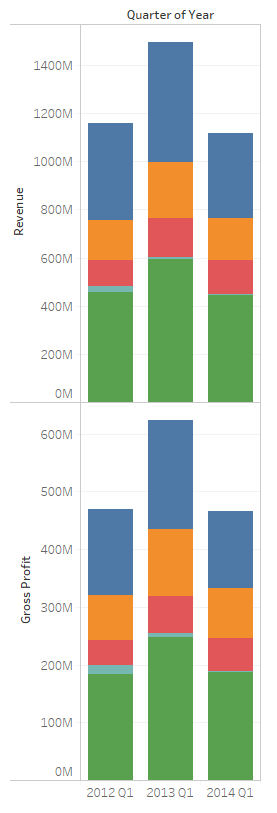 Quarter of Year
1400M
1200M
1000M
800M
600M
400M
200M
0M
Revenue
600M
500M
400M
300M
200M
100M
0M
Gross Profit
2012 Q1 2013 Q1 2014 Q1